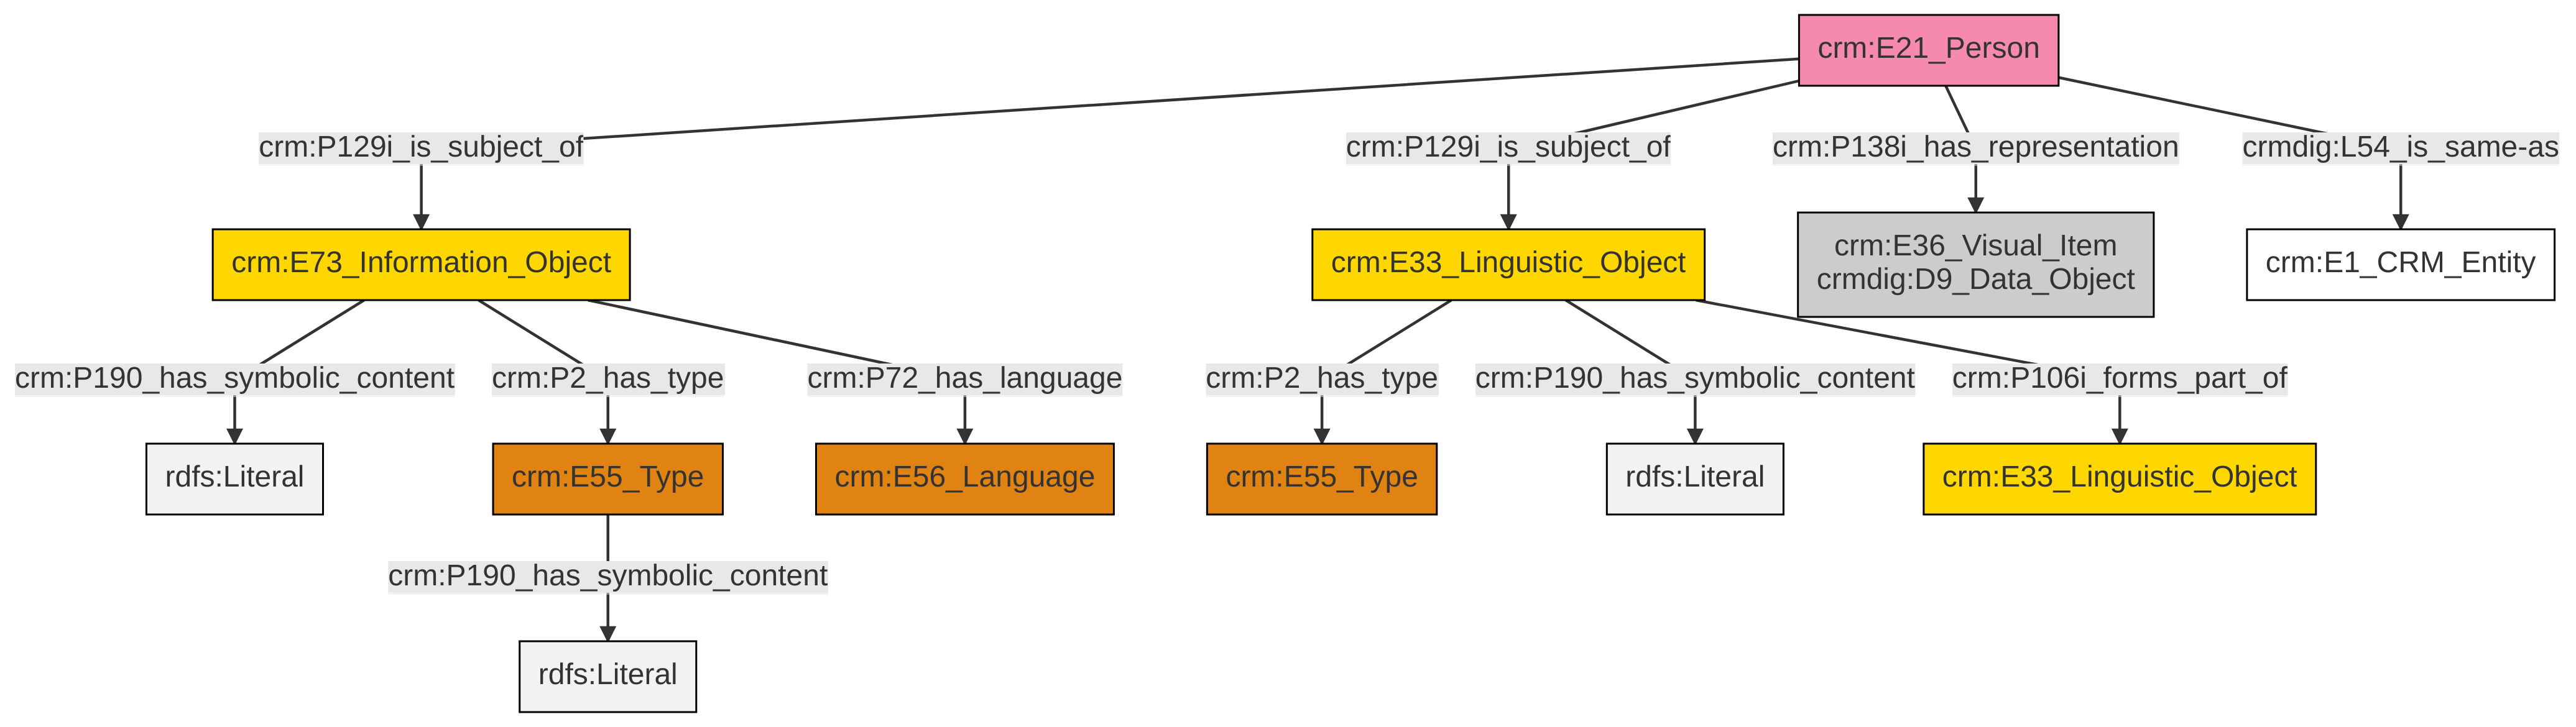 crm:E21_Person
crm:P129i_is_subject_of
crm:P129i_is_subject_of
crm:P138i_has_representation
crmdig:L54_is_same-as
crm:E73_Information_Object
crm:E33_Linguistic_Object
crm:E36_Visual_Item
crmdig:D9_Data_Object
crm:E1_CRM_Entity
crm:P190_has_symbolic_content
crm:P2_has_type
crm:P72_has_language
crm:P2_has_type
crm:P190_has_symbolic_content
crm:P106i_forms_part_of
rdfs:Literal
crm:E55_Type
crm:E56_Language
crm:E55_Type
rdfs:Literal
crm:E33_Linguistic_Object
crm:P190_has_symbolic_content
rdfs:Literal